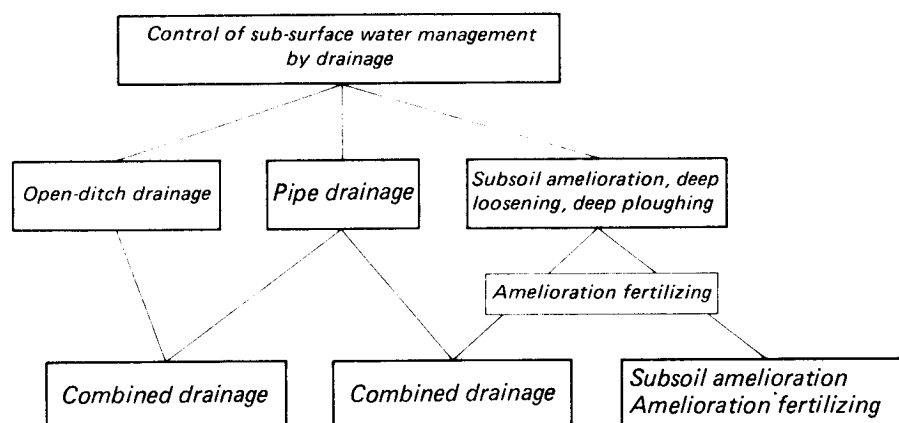 Control of sub-surface water management
by drainage
Open-ditch drainage
Pipe drainage
Subsoil amelioration, deep
loosening, deep ploughing
Amelioration fertilizing
Combined drainage
Combined drainage
Subsoil amelioration
Amelioration fertilizing